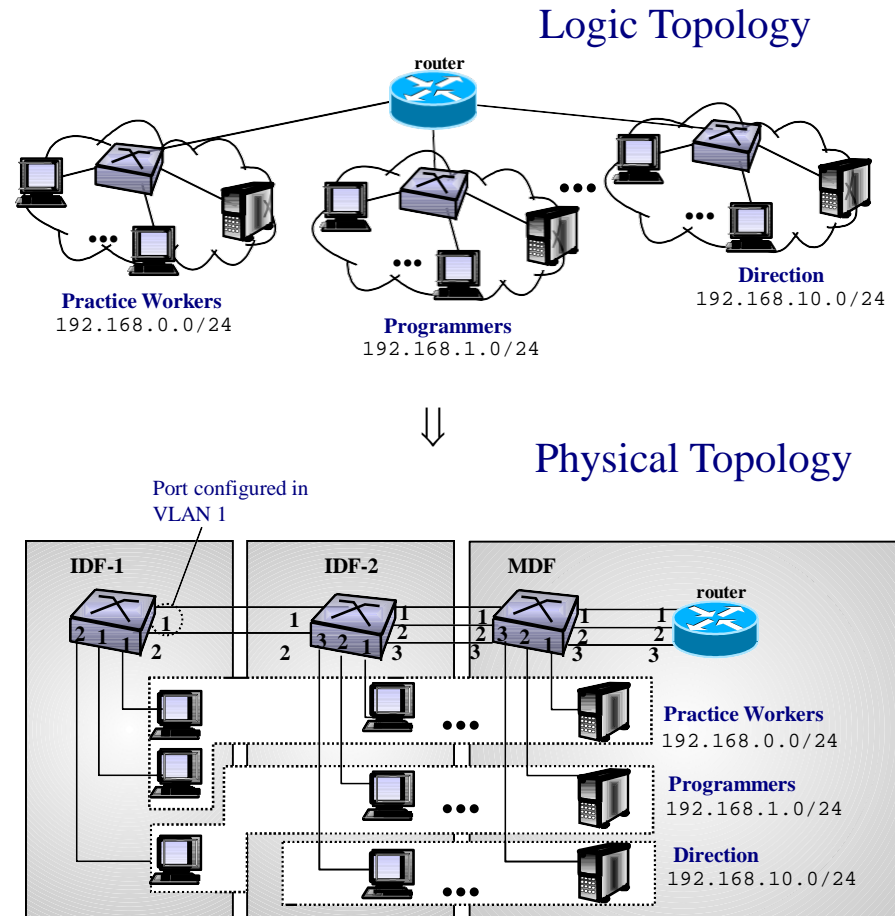 Logic Topology
router
Practice Workers
192.168.0.0/24
Programmers
192.168.1.0/24
Direction
192.168.10.0/24
Physical Topology
Port configured in
VLAN 1
IDF-1
IDF-2
MDF
router
1 1 1 1 1 1
2 1 1 3 2 1 2 2 3 2 1 2 2
2 2 3 3 3 3
Practice Workers
192.168.0.0/24
Programmers
192.168.1.0/24
Direction
192.168.10.0/24